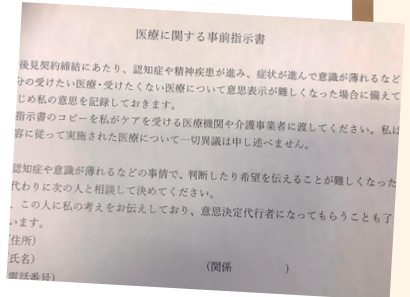 医療に関する事前指示書
後見契約締結にあたり、認知症や精神疾患が進み、症状が進んで意識が薄れるなど
分の受けたい医療・受けたくない医療について意思表示が難しくなった場合に備えて
じめ私の意思を記録しておきます。
指示書のコピーを私がケアを受ける医療機関や介護事業者に渡してください。私は
容に従って実施された医療について一切異議は申し述べません。
認知症や意識が薄れるなどの事情で、判断したり希望を伝えることが難しくなった
代わりに次の人と相談して決めてください。
、この人に私の考えをお伝えしており、意思決定代行者になってもらうことも了
います。
住所）
氏名） （関係 ）
電話番号）